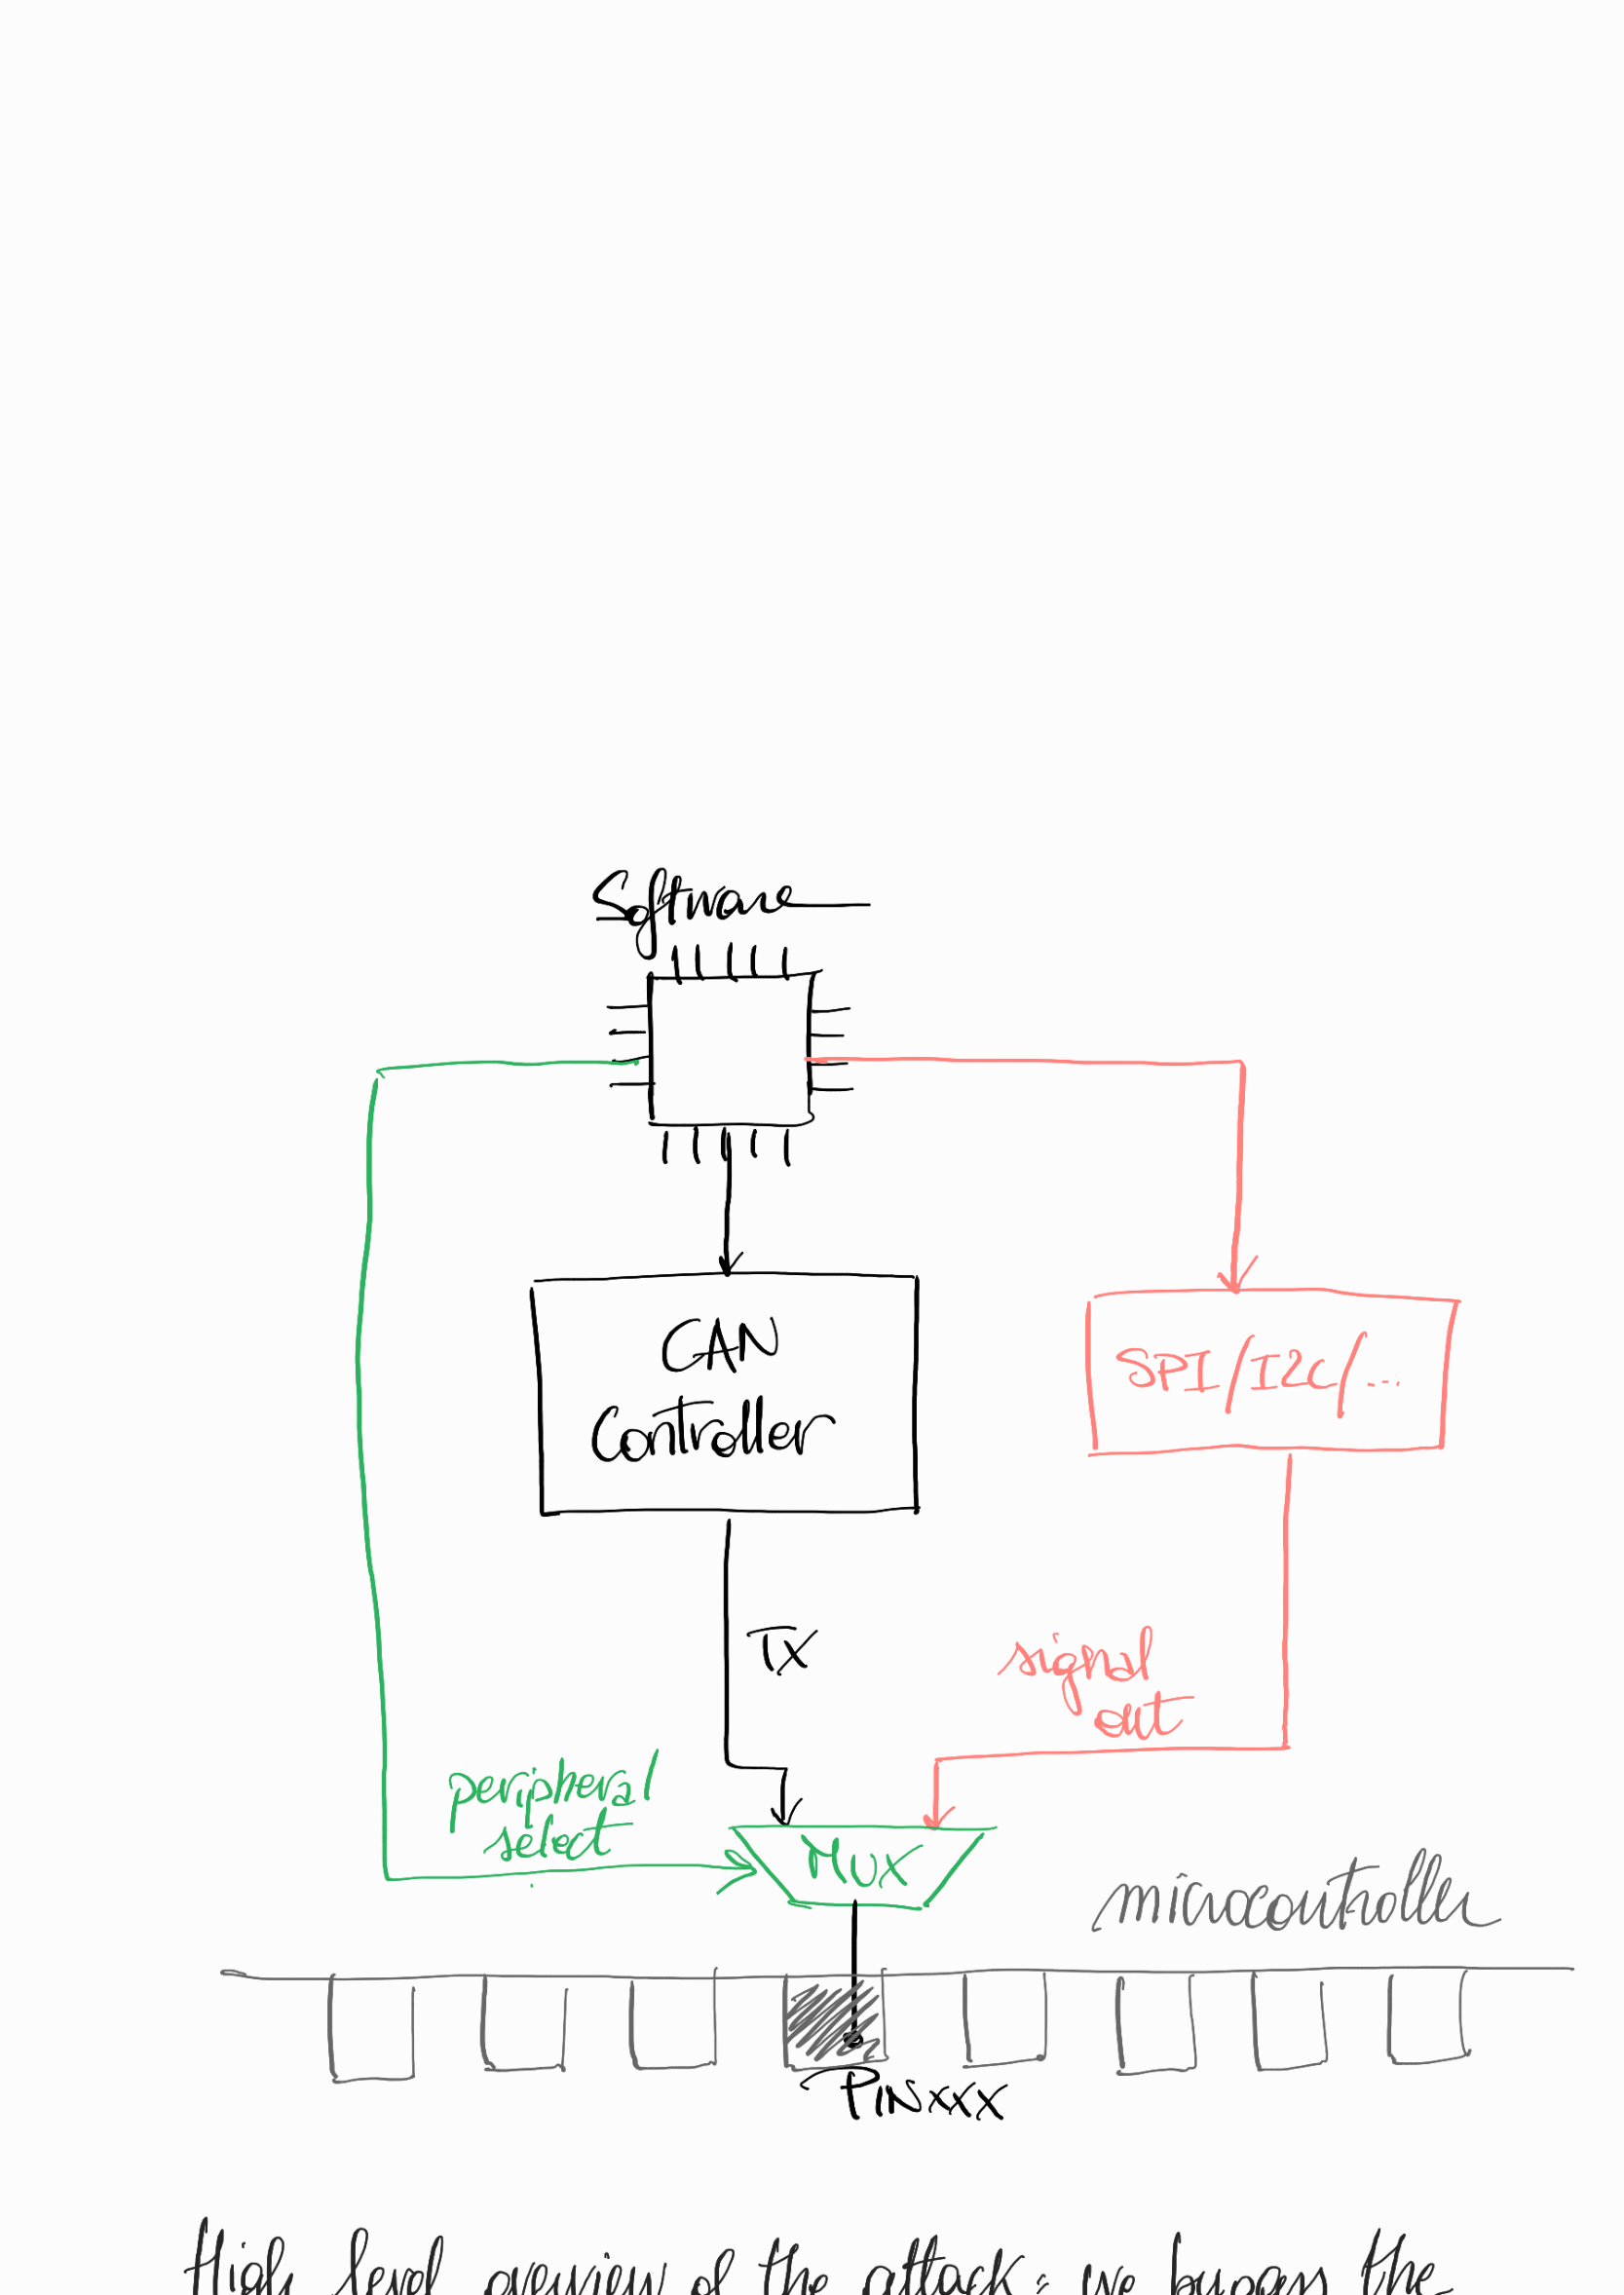 Software
CAN
Controller
SPI/I2C/...
TX
signal
out
peripheral
select
MUX
microcontroller
PINxxx
High level overview of the attack: we bypass the